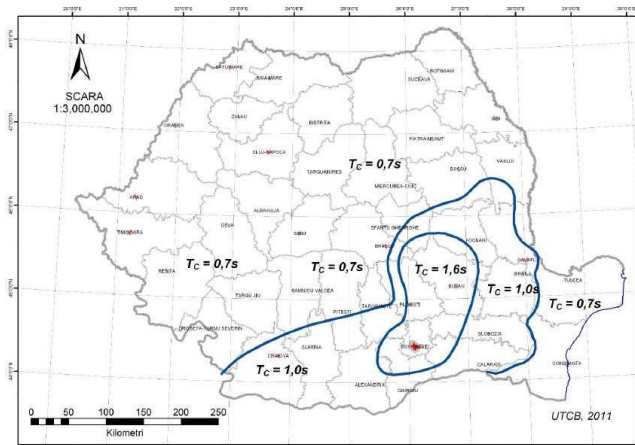 N
SCARA
1:3,000,000
SATU MARE
BAIA MARE
BOTOSANI
SUCEAVA
ZALAU
ORADEA
BISTRITA
IASI
PIATRA-NEAMT
CLUJ-NAPOCA
TARGU MURES
T_C = 0,7s
BACAU
VASLUI
MIERCUREA-CIUC
ARAD
ALBA IULIA
DEVA
SIBIU
SFANTU GHEORGHE
TIMISOARA
BRASOV
FOCSANI
GALATI
T_C = 0,7s
T_C = 0,7s
T_C = 1,6s
T_C = 1,0s
T_C = 0,7s
RESITA
BRAILA
TULCEA
BUZAU
TARGU JIU
RAMNICU VALCEA
PITESTI
TARGOVISTE
PLOIESTI
DROBETA-TURNU SEVERIN
SLOBOZIA
CRAIOVA
SLATINA
BUCURESTI
CALARASI
CONSTANTA
T_C = 1,0s
ALEXANDRIA
GIURGIU
0 50 100 150 200 250
Kilometri
UTCB, 2011